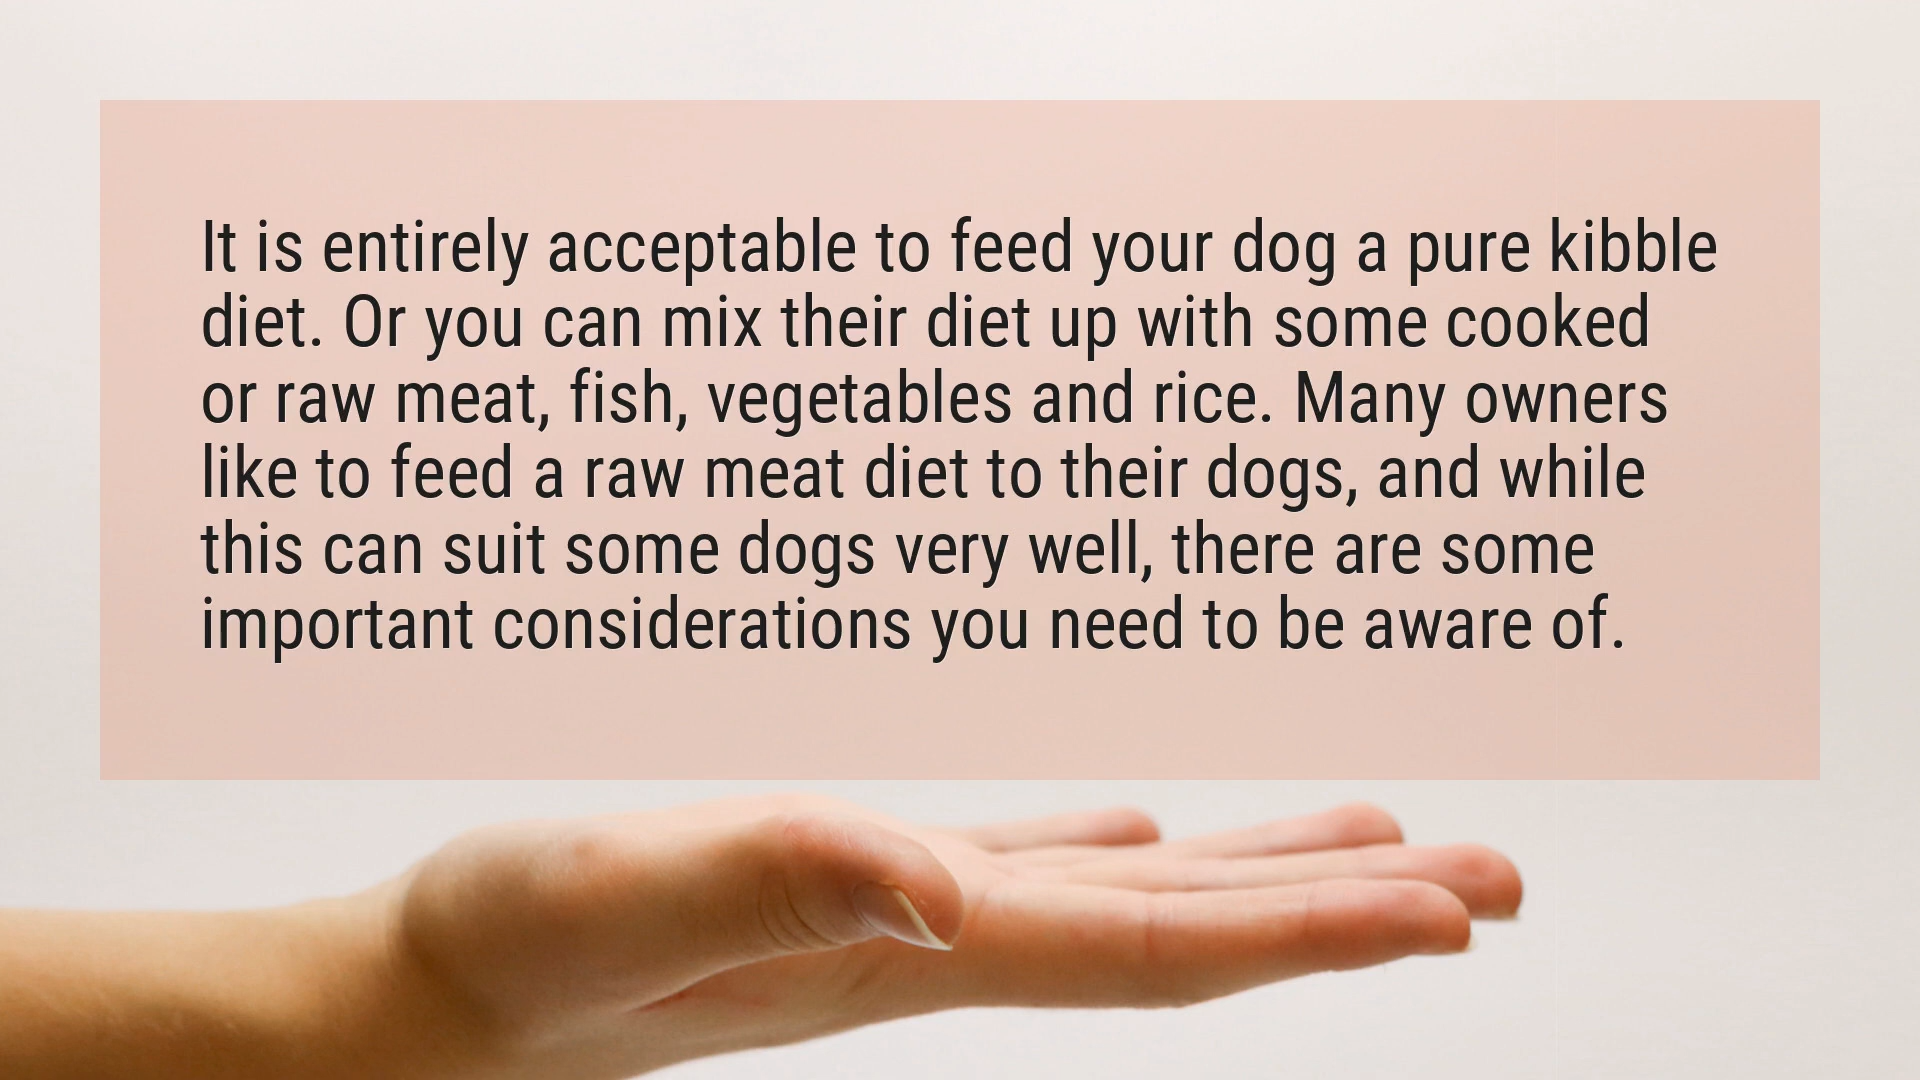 It is entirely acceptable to feed your dog a pure kibble
diet. Or you can mix their diet up with some cooked
or raw meat, fish, vegetables and rice. Many owners
like to feed a raw meat diet to their dogs, and while
this can suit some dogs very well, there are some
important considerations you need to be aware of.